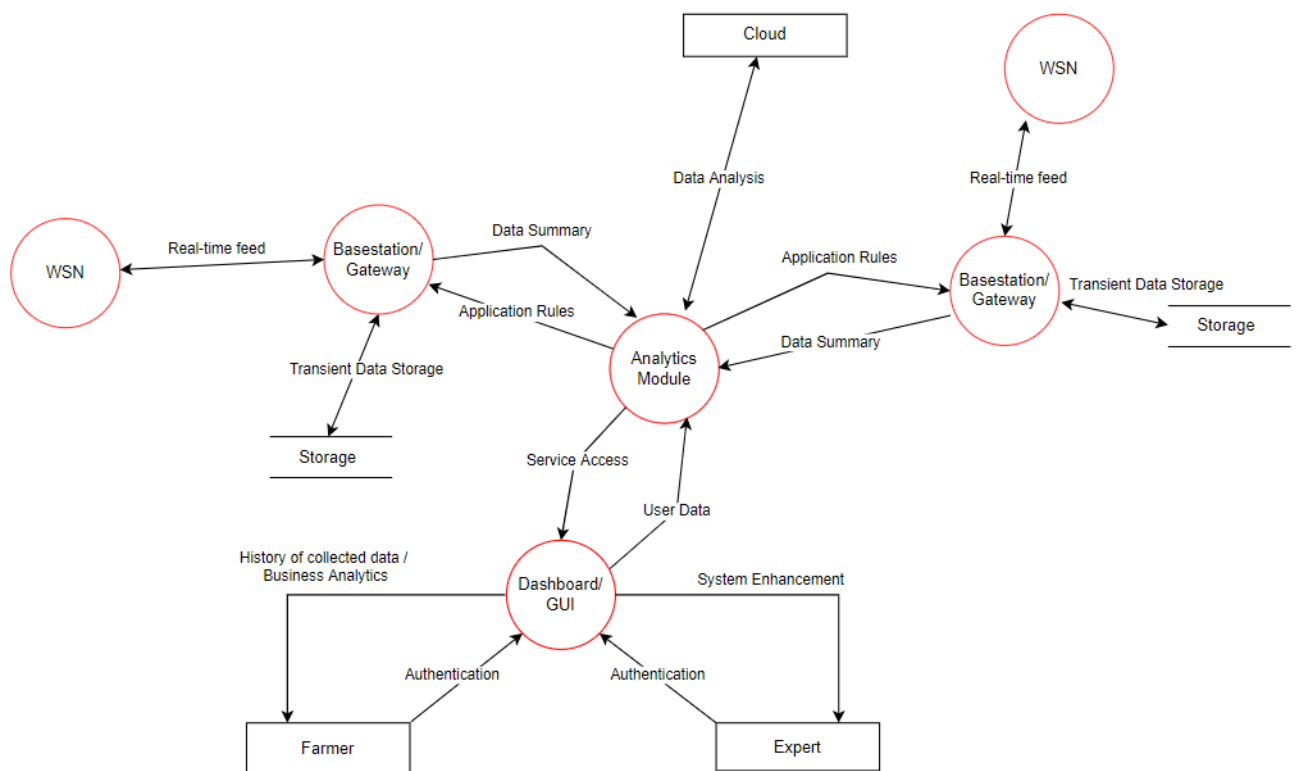 Cloud
WSN
Data Analysis
Real-time feed
Data Summary
Real-time feed
Basestation/
Gateway
WSN
Application Rules
Basestation/
Gateway
Transient Data Storage
Application Rules
Storage
Data Summary
Analytics
Module
Transient Data Storage
Storage
Service Access
User Data
History of collected data /
Business Analytics
Dashboard/
GUI
System Enhancement
Authentication
Authentication
Farmer
Expert